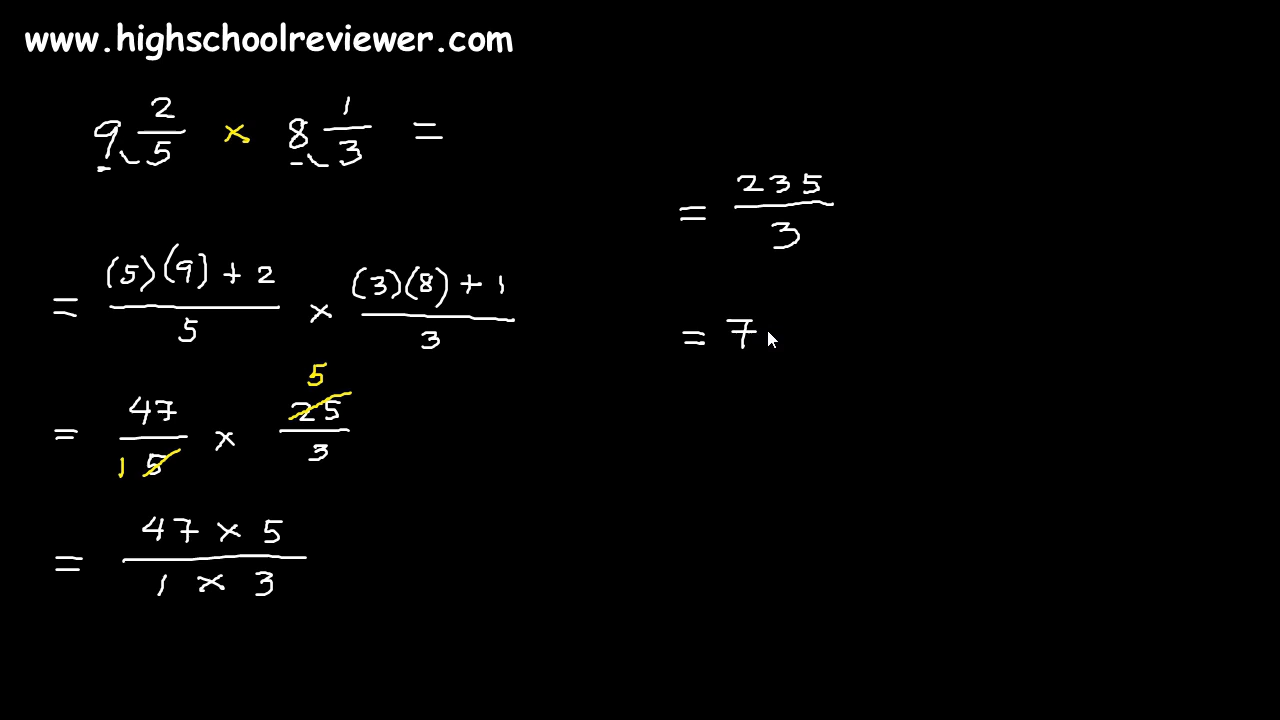 www.highschoolreviewer.com
9 2/5 × 8 1/3 =
= (5)(9) + 2 / 5 × (3)(8) + 1 / 3
5
= 47 / 1 5 × 25 / 3
= 47 × 5 / 1 × 3
= 235 / 3
= 7